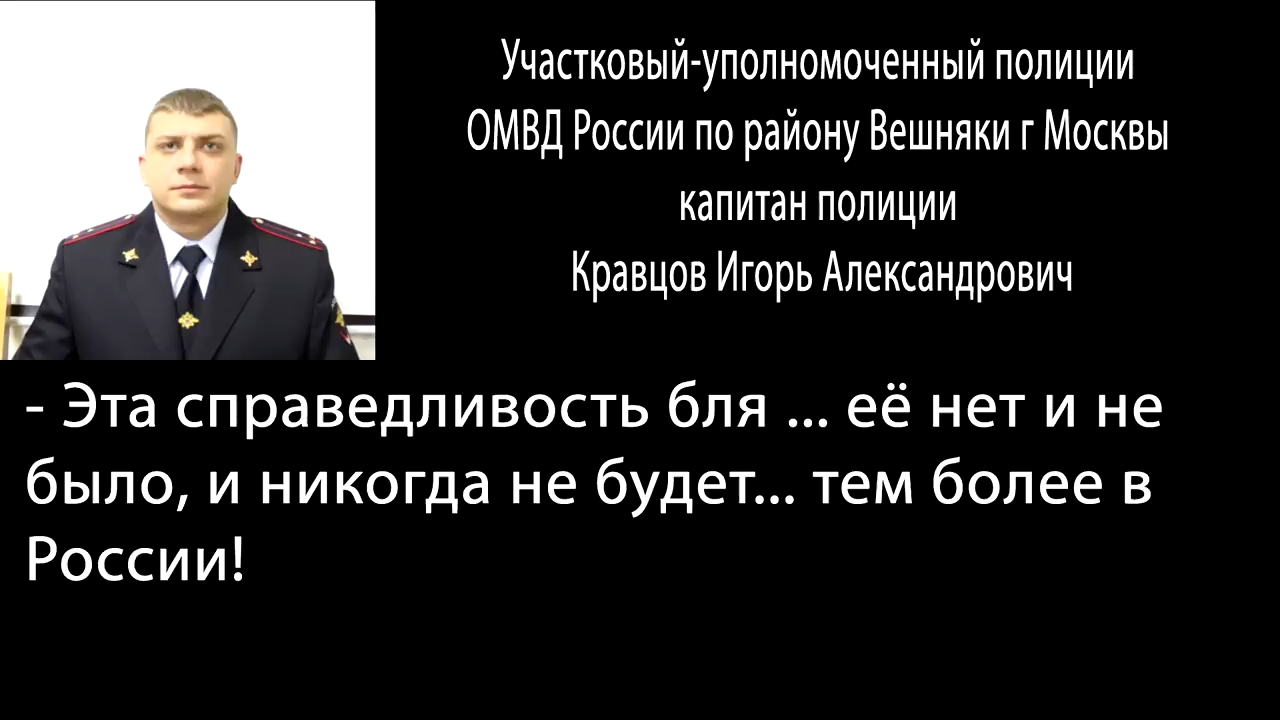 Участковый-уполномоченный полиции
ОМВД России по району Вешняки г Москвы
капитан полиции
Кравцов Игорь Александрович
- Эта справедливость бля ... её нет и не
было, и никогда не будет... тем более в
России!